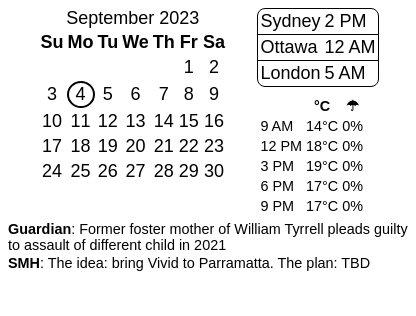 September 2023
Su Mo Tu We Th Fr Sa
1 2
3 4 5 6 7 8 9
10 11 12 13 14 15 16
17 18 19 20 21 22 23
24 25 26 27 28 29 30
Sydney 2 PM
Ottawa 12 AM
London 5 AM
°C ☂
9 AM 14°C 0%
12 PM 18°C 0%
3 PM 19°C 0%
6 PM 17°C 0%
9 PM 17°C 0%
Guardian: Former foster mother of William Tyrrell pleads guilty
to assault of different child in 2021
SMH: The idea: bring Vivid to Parramatta. The plan: TBD